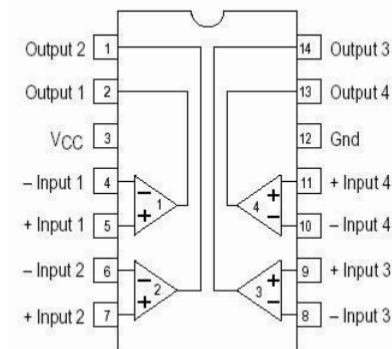 Output 2 1 14 Output 3
Output 1 2 13 Output 4
VCC 3 12 Gnd
– Input 1 4 – 1 11 + Input 4
+ Input 1 5 + 4 + – 10 – Input 4
– Input 2 6 – 2 9 + Input 3
+ Input 2 7 + 3 + – 8 – Input 3